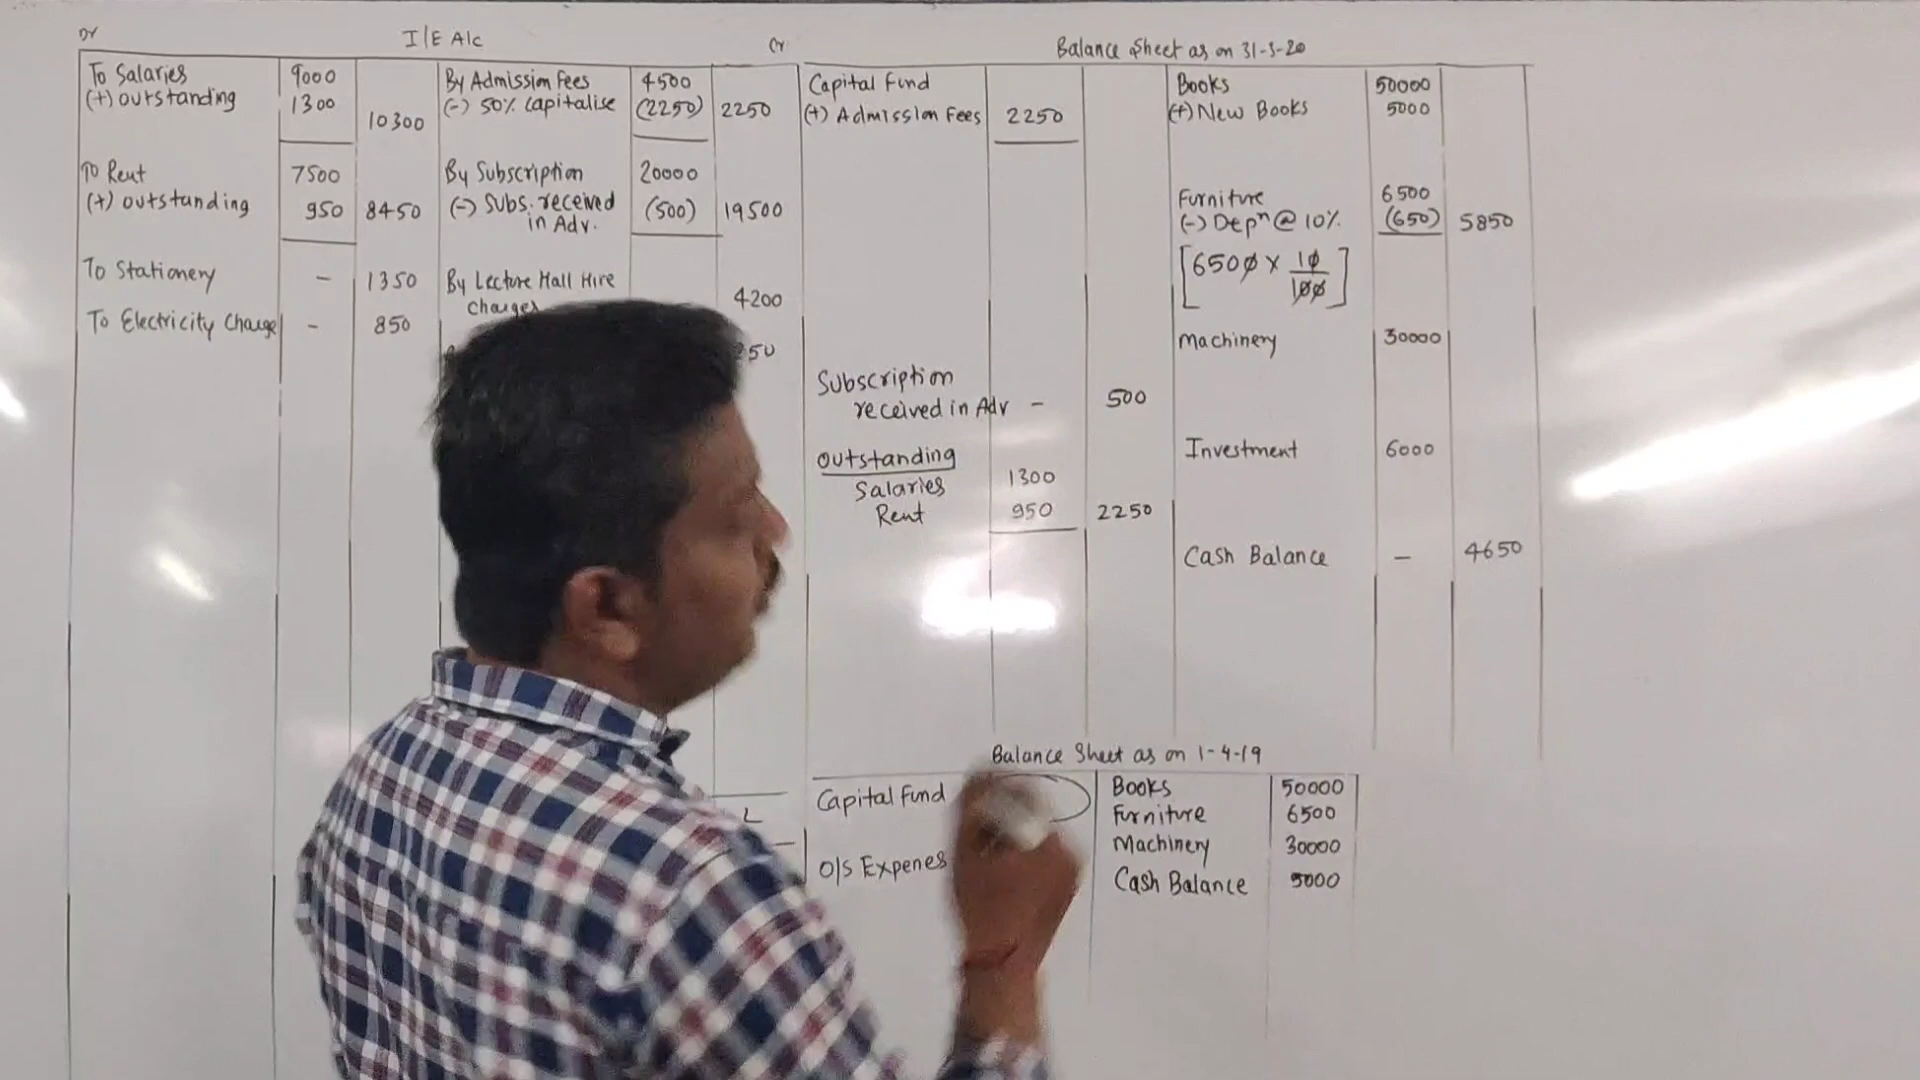 Dr I/E A/c Cr
To Salaries 9000
(+) outstanding 1300 10300
To Rent 7500
(+) outstanding 950 8450
To Stationery - 1350
To Electricity Charge - 850
By Admission Fees 4500
(-) 50% Capitalise (2250) 2250
By Subscription 20000
(-) Subs. received (500) 19500
in Adv.
By Lecture Hall Hire
charges 4200
50
Balance Sheet as on 31-3-20
Capital Fund
(+) Admission Fees 2250
Subscription
received in Adv - 500
Outstanding
Salaries 1300
Rent 950 2250
Books 50000
(+) New Books 5000
Furniture 6500
(-) Depn @ 10% (650) 5850
[6500 x 10/100]
Machinery 30000
Investment 6000
Cash Balance - 4650
Balance Sheet as on 1-4-19
Capital Fund
O/S Expenes
Books 50000
Furniture 6500
Machinery 30000
Cash Balance 5000